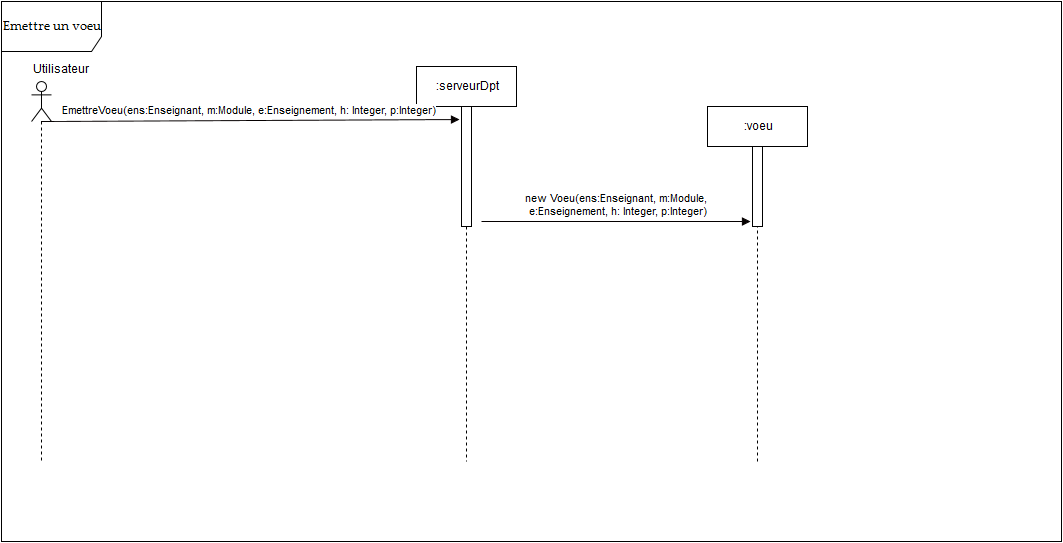 Emettre un voeu
Utilisateur
:serveurDpt
EmettreVoeu(ens:Enseignant, m:Module, e:Enseignement, h: Integer, p:Integer)
:voeu
new Voeu(ens:Enseignant, m:Module,
e:Enseignement, h: Integer, p:Integer)